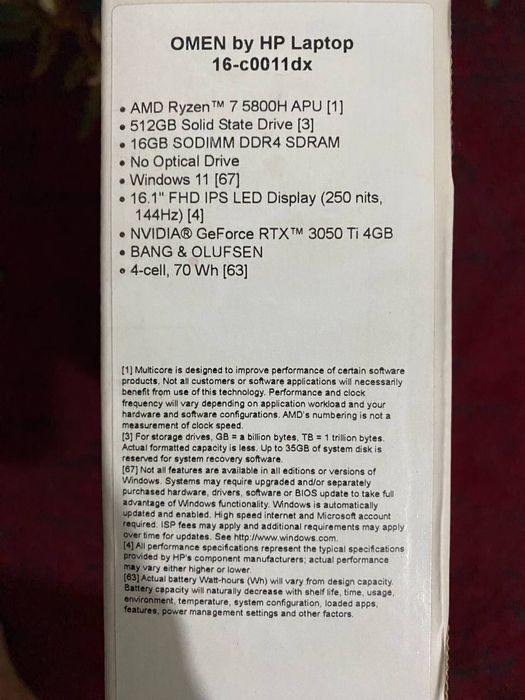 OMEN by HP Laptop
16-c0011dx
• AMD Ryzen™ 7 5800H APU [1]
• 512GB Solid State Drive [3]
• 16GB SODIMM DDR4 SDRAM
• No Optical Drive
• Windows 11 [67]
• 16.1" FHD IPS LED Display (250 nits,
144Hz) [4]
• NVIDIA® GeForce RTX™ 3050 Ti 4GB
• BANG & OLUFSEN
• 4-cell, 70 Wh [63]
[1] Multicore is designed to improve performance of certain software
products. Not all customers or software applications will necessarily
benefit from use of this technology. Performance and clock
frequency will vary depending on application workload and your
hardware and software configurations. AMD's numbering is not a
measurement of clock speed.
[3] For storage drives, GB = a billion bytes, TB = 1 trillion bytes.
Actual formatted capacity is less. Up to 35GB of system disk is
reserved for system recovery software.
[67] Not all features are available in all editions or versions of
Windows. Systems may require upgraded and/or separately
purchased hardware, drivers, software or BIOS update to take full
advantage of Windows functionality. Windows is automatically
updated and enabled. High speed internet and Microsoft account
required. ISP fees may apply and additional requirements may apply
over time for updates. See http://www.windows.com.
[4] All performance specifications represent the typical specifications
provided by HP's component manufacturers; actual performance
may vary either higher or lower.
[63] Actual battery Watt-hours (Wh) will vary from design capacity.
Battery capacity will naturally decrease with shelf life, time, usage,
environment, temperature, system configuration, loaded apps,
features, power management settings and other factors.